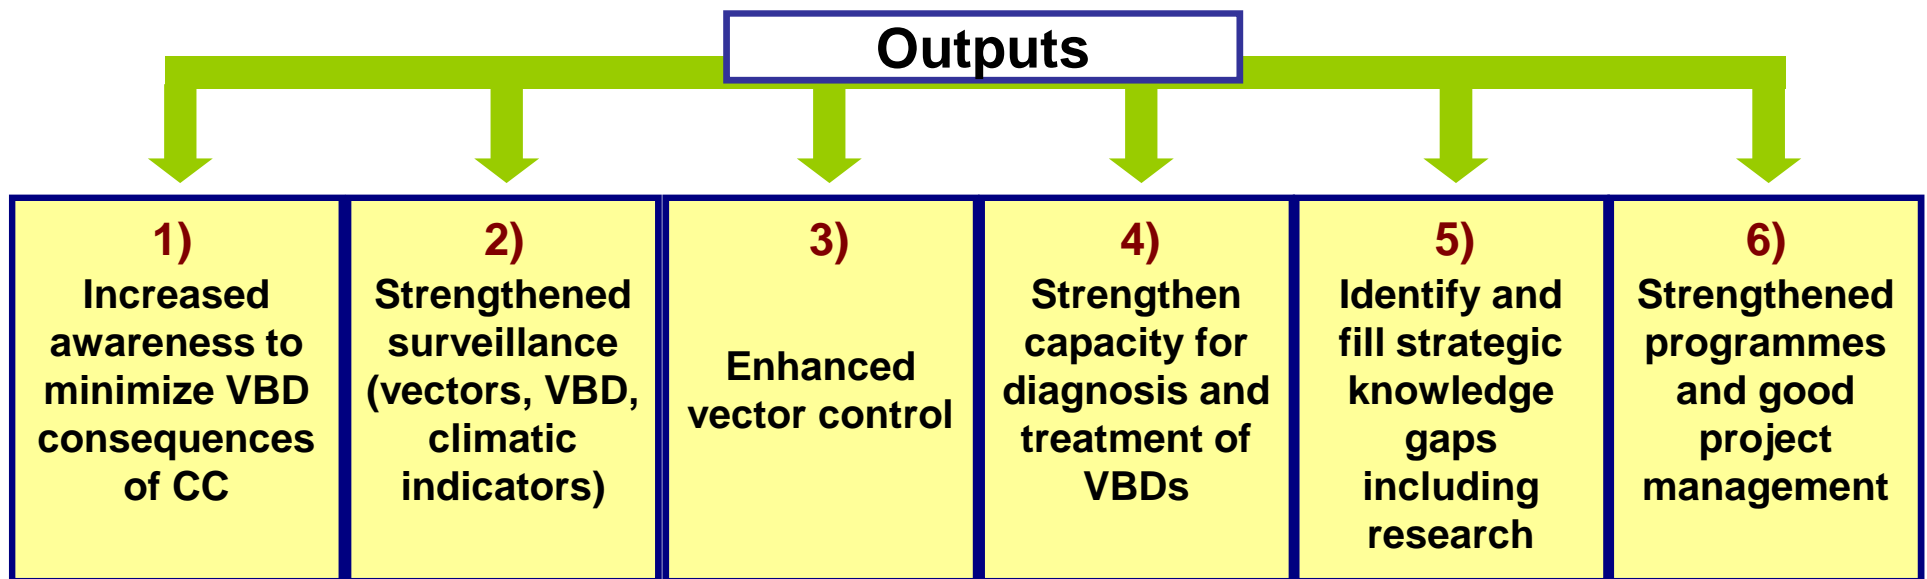 Outputs
1)
Increased
awareness to
minimize VBD
consequences
of CC
2)
Strengthened
surveillance
(vectors, VBD,
climatic
indicators)
3)
Enhanced
vector control
4)
Strengthen
capacity for
diagnosis and
treatment of
VBDs
5)
Identify and
fill strategic
knowledge
gaps
including
research
6)
Strengthened
programmes
and good
project
management